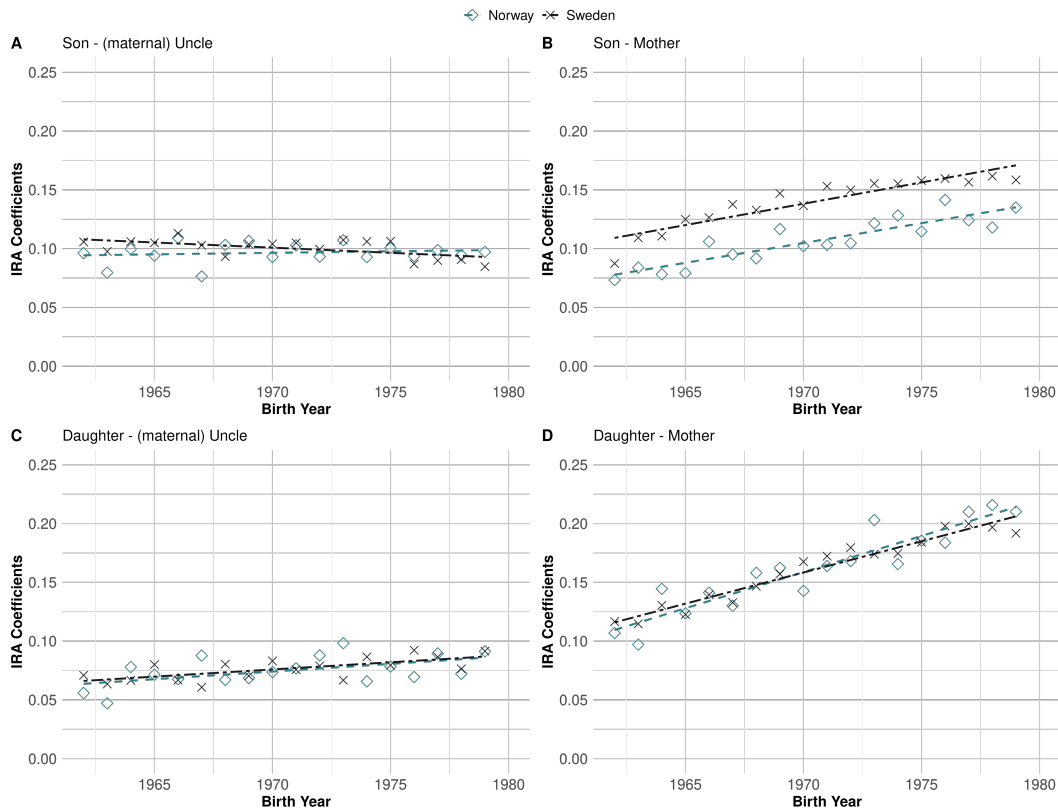 Norway Sweden
A Son - (maternal) Uncle
0.25
0.20
0.15
0.10
0.05
0.00
IRA Coefficients
1965 1970 1975 1980
Birth Year
B Son - Mother
0.25
0.20
0.15
0.10
0.05
0.00
IRA Coefficients
1965 1970 1975 1980
Birth Year
C Daughter - (maternal) Uncle
0.25
0.20
0.15
0.10
0.05
0.00
IRA Coefficients
1965 1970 1975 1980
Birth Year
D Daughter - Mother
0.25
0.20
0.15
0.10
0.05
0.00
IRA Coefficients
1965 1970 1975 1980
Birth Year